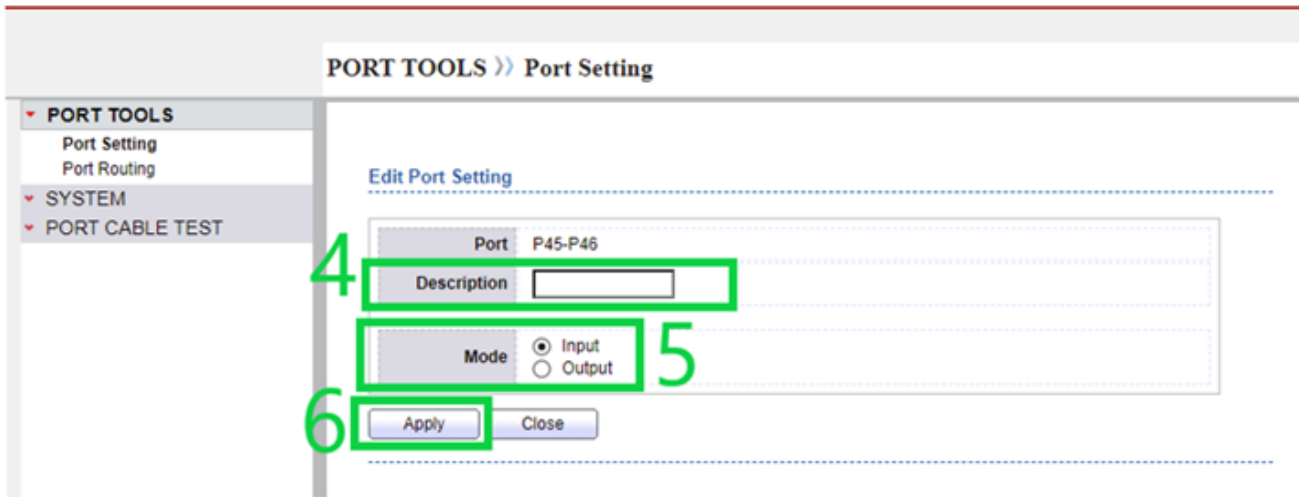 PORT TOOLS 》 Port Setting
PORT TOOLS
Port Setting
Port Routing
SYSTEM
PORT CABLE TEST
Edit Port Setting
Port P45-P46
4
Description
Mode
Input
Output
5
6
Apply Close